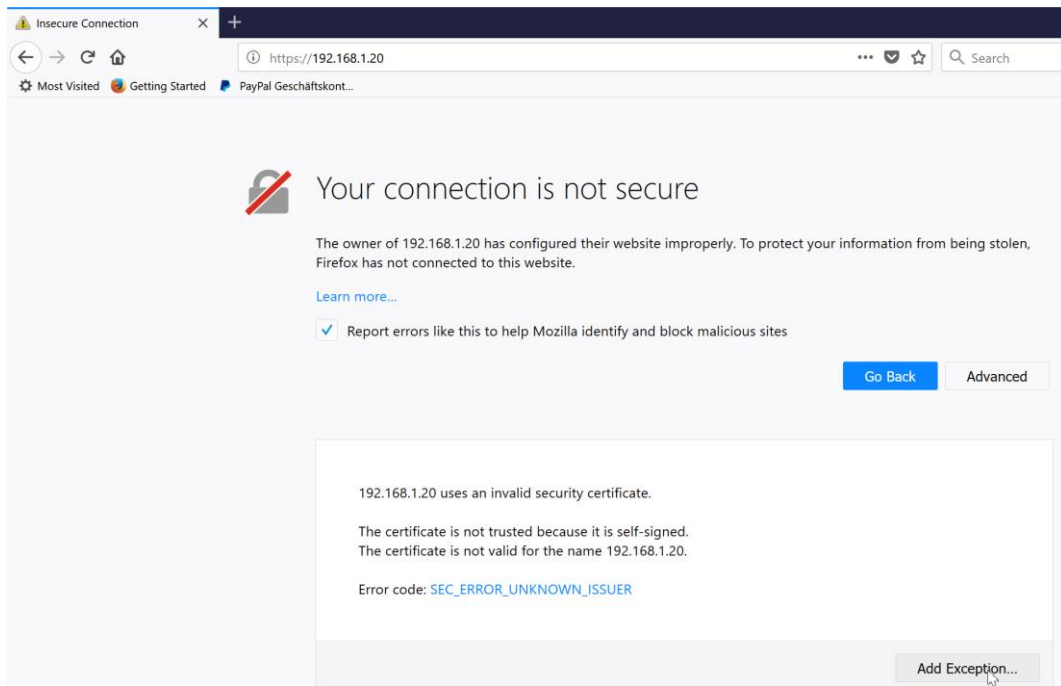 Insecure Connection
https://192.168.1.20
Search
Most Visited Getting Started PayPal Geschäftskont...
Your connection is not secure
The owner of 192.168.1.20 has configured their website improperly. To protect your information from being stolen,
Firefox has not connected to this website.
Learn more...
Report errors like this to help Mozilla identify and block malicious sites
Go Back Advanced
192.168.1.20 uses an invalid security certificate.
The certificate is not trusted because it is self-signed.
The certificate is not valid for the name 192.168.1.20.
Error code: SEC_ERROR_UNKNOWN_ISSUER
Add Exception...